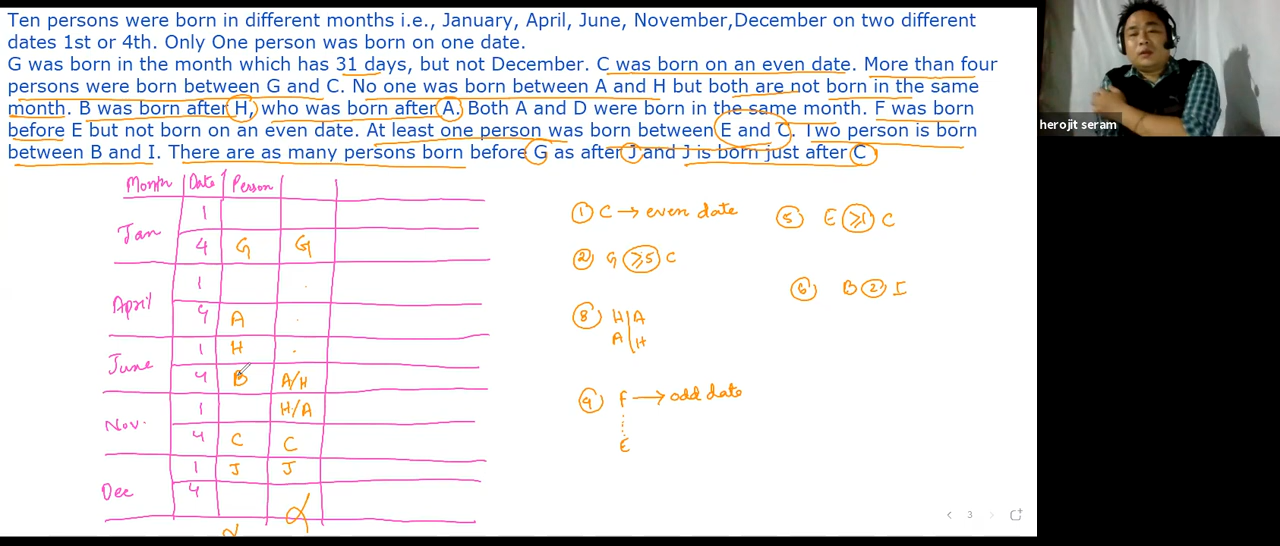 Ten persons were born in different months i.e., January, April, June, November,December on two different
dates 1st or 4th. Only One person was born on one date.
G was born in the month which has 31 days, but not December. C was born on an even date. More than four
persons were born between G and C. No one was born between A and H but both are not born in the same
month. B was born after H, who was born after A. Both A and D were born in the same month. F was born
before E but not born on an even date. At least one person was born between E and C. Two person is born
between B and I. There are as many persons born before G as after J and J is born just after C.
herojit seram
Month Date Person
Jan 1
4 G G
April 1
4 A
June 1 H
4 B A/H
Nov. 1 H/A
4 C C
Dec 1 J J
4
① C → even date
② G ≥5 C
⑧ H|A
A|H
④ F → odd date
E
⑤ E ≥1 C
⑥ B ② I
3